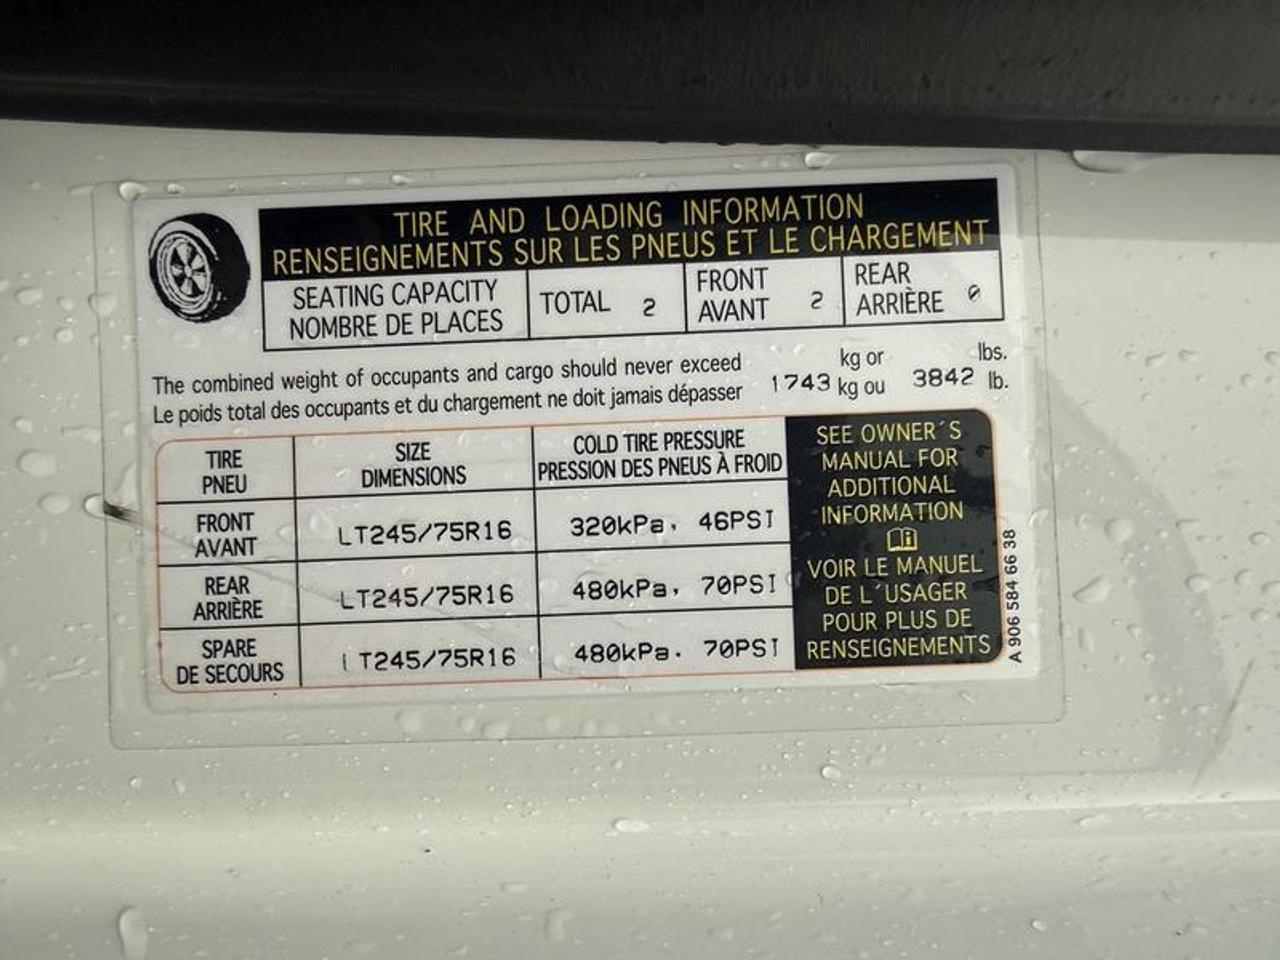 TIRE AND LOADING INFORMATION
RENSEIGNEMENTS SUR LES PNEUS ET LE CHARGEMENT
SEATING CAPACITY
NOMBRE DE PLACES
TOTAL 2
FRONT
AVANT 2
REAR
ARRIÈRE 0
The combined weight of occupants and cargo should never exceed
Le poids total des occupants et du chargement ne doit jamais dépasser
1743 kg or
kg ou
3842 lbs.
lb.
TIRE
PNEU
SIZE
DIMENSIONS
COLD TIRE PRESSURE
PRESSION DES PNEUS À FROID
FRONT
AVANT
LT245/75R16
320kPa, 46PSI
REAR
ARRIÈRE
LT245/75R16
480kPa, 70PSI
SPARE
DE SECOURS
LT245/75R16
480kPa. 70PSI
SEE OWNER´S
MANUAL FOR
ADDITIONAL
INFORMATION
VOIR LE MANUEL
DE L´USAGER
POUR PLUS DE
RENSEIGNEMENTS
A 906 584 66 38